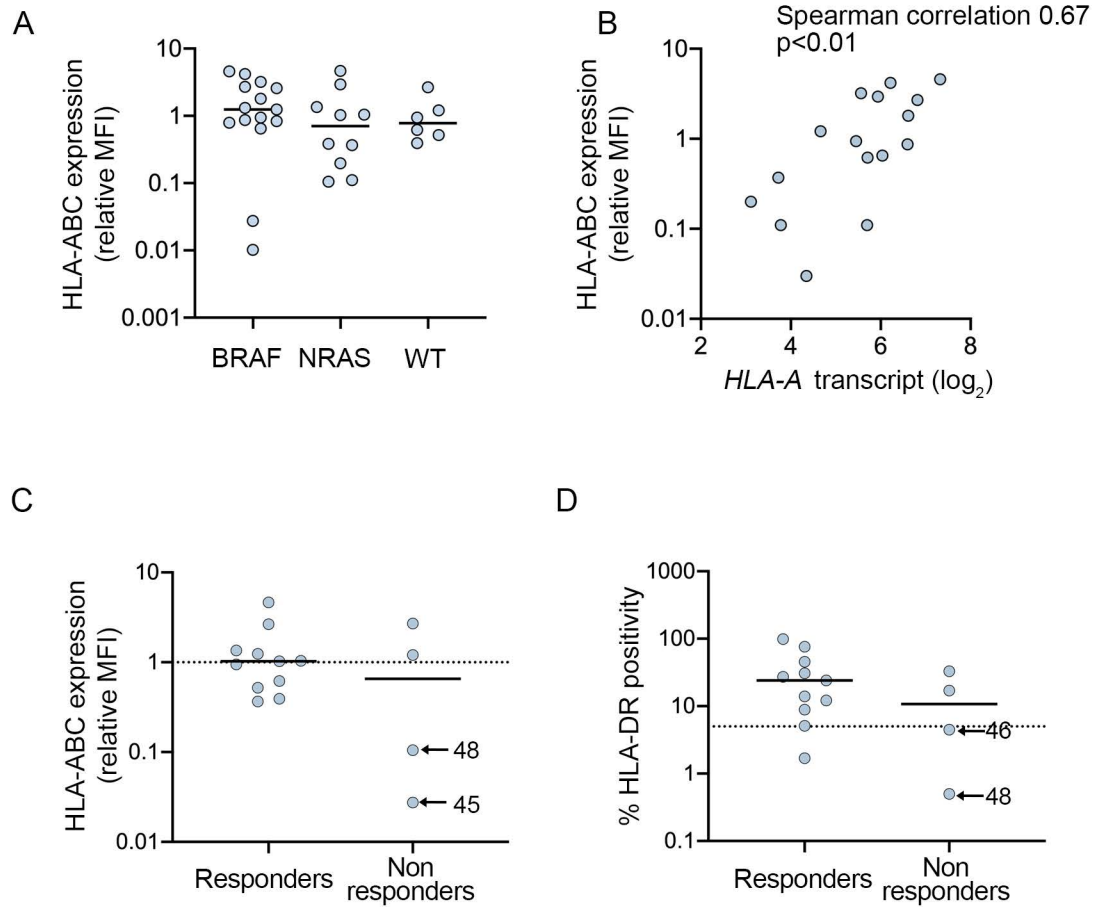 A
HLA-ABC expression
(relative MFI)
10
1
0.1
0.01
0.001
BRAF NRAS WT
B
Spearman correlation 0.67
p<0.01
HLA-ABC expression
(relative MFI)
10
1
0.1
0.01
2 4 6 8
HLA-A transcript (log2)
C
HLA-ABC expression
(relative MFI)
10
1
0.1
0.01
48
45
Responders Non
responders
D
% HLA-DR positivity
1000
100
10
1
0.1
46
48
Responders Non
responders